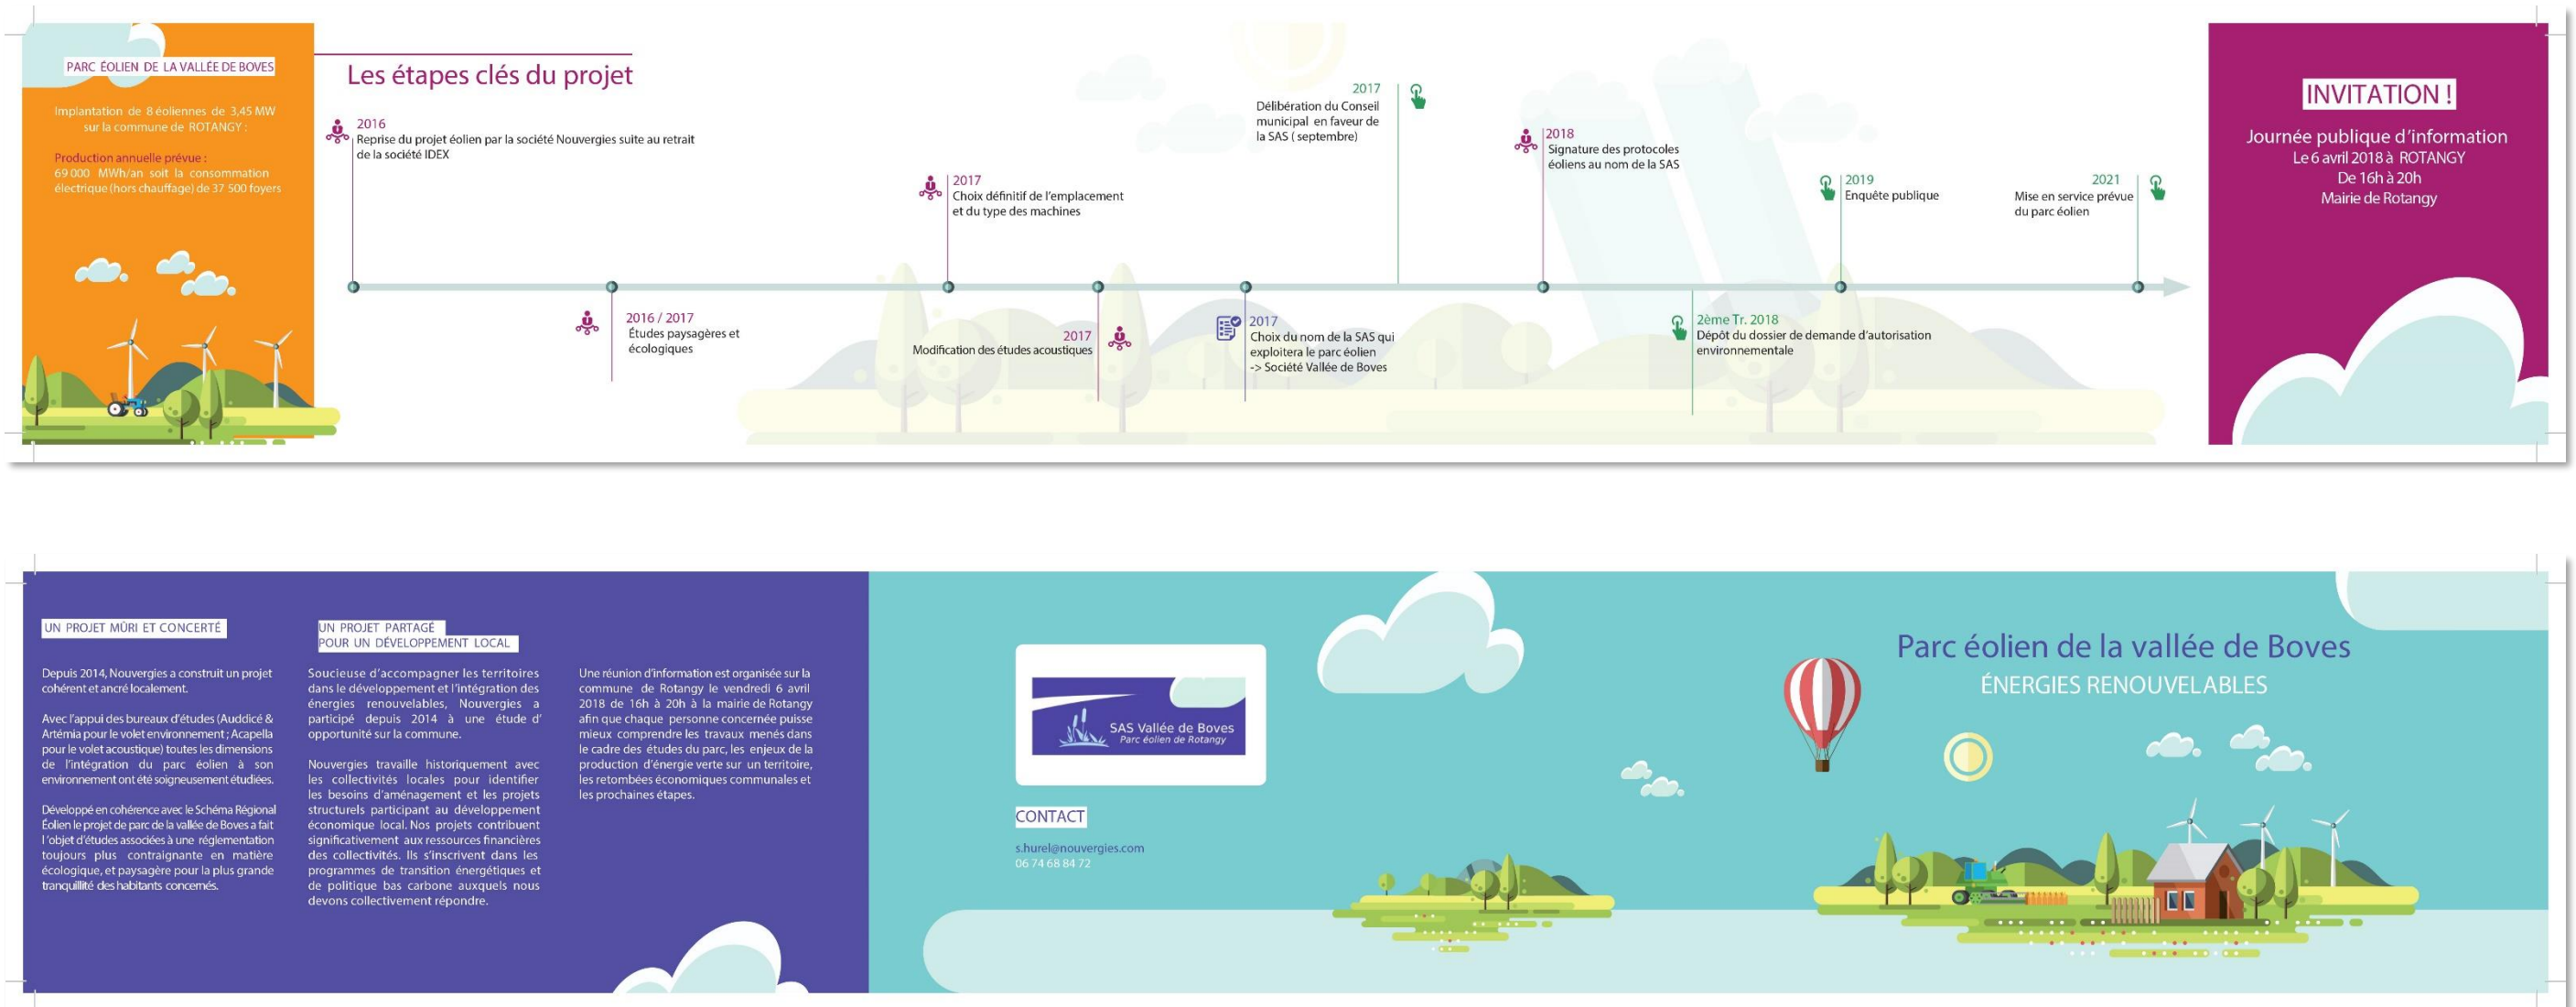 PARC ÉOLIEN DE LA VALLÉE DE BOVES
Implantation de 8 éoliennes de 3,45 MW
sur la commune de ROTANGY :
Production annuelle prévue :
69 000 MWh/an soit la consommation
électrique (hors chauffage) de 37 500 foyers
Les étapes clés du projet
2016
Reprise du projet éolien par la société Nouvergies suite au retrait
de la société IDEX
2016 / 2017
Études paysagères et
écologiques
2017
Choix définitif de l'emplacement
et du type des machines
2017
Modification des études acoustiques
2017
Choix du nom de la SAS qui
exploitera le parc éolien
-> Société Vallée de Boves
2017
Délibération du Conseil
municipal en faveur de
la SAS ( septembre)
2018
Signature des protocoles
éoliens au nom de la SAS
2ème Tr. 2018
Dépôt du dossier de demande d'autorisation
environnementale
2019
Enquête publique
2021
Mise en service prévue
du parc éolien
INVITATION !
Journée publique d'information
Le 6 avril 2018 à ROTANGY
De 16h à 20h
Mairie de Rotangy
UN PROJET MÛRI ET CONCERTÉ
Depuis 2014, Nouvergies a construit un projet
cohérent et ancré localement.
Avec l'appui des bureaux d'études (Auddicé &
Artémia pour le volet environnement ; Acapella
pour le volet acoustique) toutes les dimensions
de l'intégration du parc éolien à son
environnement ont été soigneusement étudiées.
Développé en cohérence avec le Schéma Régional
Éolien le projet de parc de la vallée de Boves a fait
l 'objet d'études associées à une réglementation
toujours plus contraignante en matière
écologique, et paysagère pour la plus grande
tranquillité des habitants concernés.
UN PROJET PARTAGÉ
POUR UN DÉVELOPPEMENT LOCAL
Soucieuse d'accompagner les territoires
dans le développement et l'intégration des
énergies renouvelables, Nouvergies a
participé depuis 2014 à une étude d'
opportunité sur la commune.
Nouvergies travaille historiquement avec
les collectivités locales pour identifier
les besoins d'aménagement et les projets
structurels participant au développement
économique local. Nos projets contribuent
significativement aux ressources financières
des collectivités. Ils s'inscrivent dans les
programmes de transition énergétiques et
de politique bas carbone auxquels nous
devons collectivement répondre.
Une réunion d'information est organisée sur la
commune de Rotangy le vendredi 6 avril
2018 de 16h à 20h à la mairie de Rotangy
afin que chaque personne concernée puisse
mieux comprendre les travaux menés dans
le cadre des études du parc, les enjeux de la
production d'énergie verte sur un territoire,
les retombées économiques communales et
les prochaines étapes.
SAS Vallée de Boves
Parc éolien de Rotangy
CONTACT
s.hurel@nouvergies.com
06 74 68 84 72
Parc éolien de la vallée de Boves
ÉNERGIES RENOUVELABLES